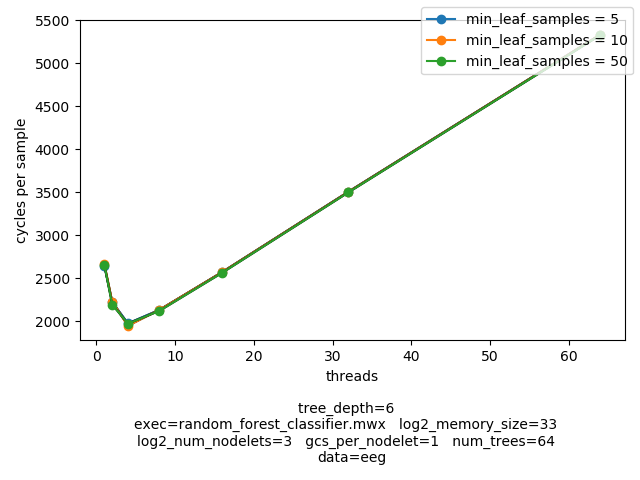 min_leaf_samples = 5
min_leaf_samples = 10
min_leaf_samples = 50
5500
5000
4500
4000
3500
3000
2500
2000
cycles per sample
0 10 20 30 40 50 60
threads
tree_depth=6
exec=random_forest_classifier.mwx log2_memory_size=33
log2_num_nodelets=3 gcs_per_nodelet=1 num_trees=64
data=eeg